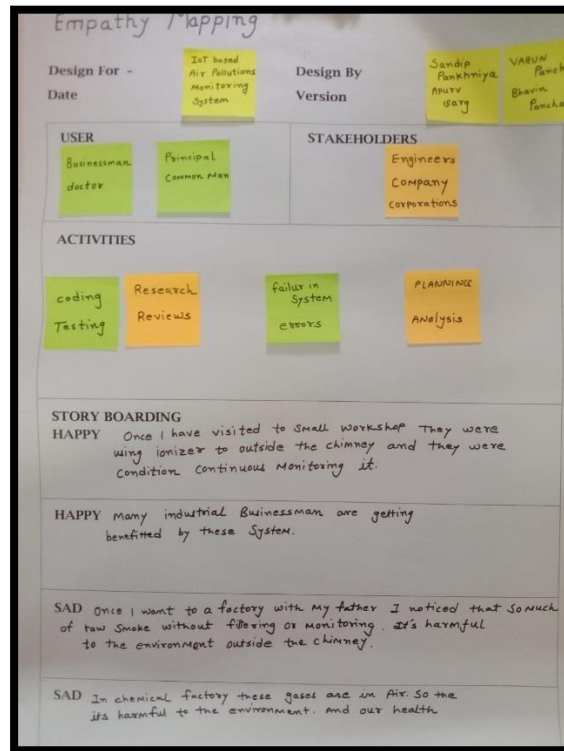 Empathy Mapping
Design For -
IoT based
Air Pollutions
Monitoring
System
Design By
Sandip
Pankhniya
Apurv
VARUN
Panch
Bhavin
Pancha
Date
Version
USER
Businessman
doctor
Principal
Common Man
STAKEHOLDERS
Engineers
Company
Corporations
ACTIVITIES
coding
Testing
Research
Reviews
failur in
System
errors
PLANNING
Analysis
STORY BOARDING
HAPPY Once I have visited to small workshop They were
using ionizer to outside the chimney and they were
condition continuous Monitoring it.
HAPPY Many industrial Businessman are getting
benefitted by these System.
SAD Once I want to a factory with My father I noticed that so Much
of raw smoke without filtering or monitoring. It's harmful
to the environmont outside the chimney.
SAD In chemical factory these gases are in Air. So the
its harmful to the environment. And our health